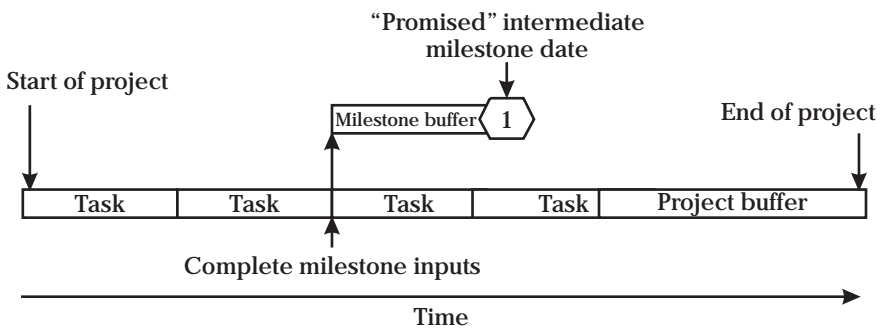 “Promised” intermediate
milestone date
Start of project
Milestone buffer
1
End of project
Task
Task
Task
Task
Project buffer
Complete milestone inputs
Time